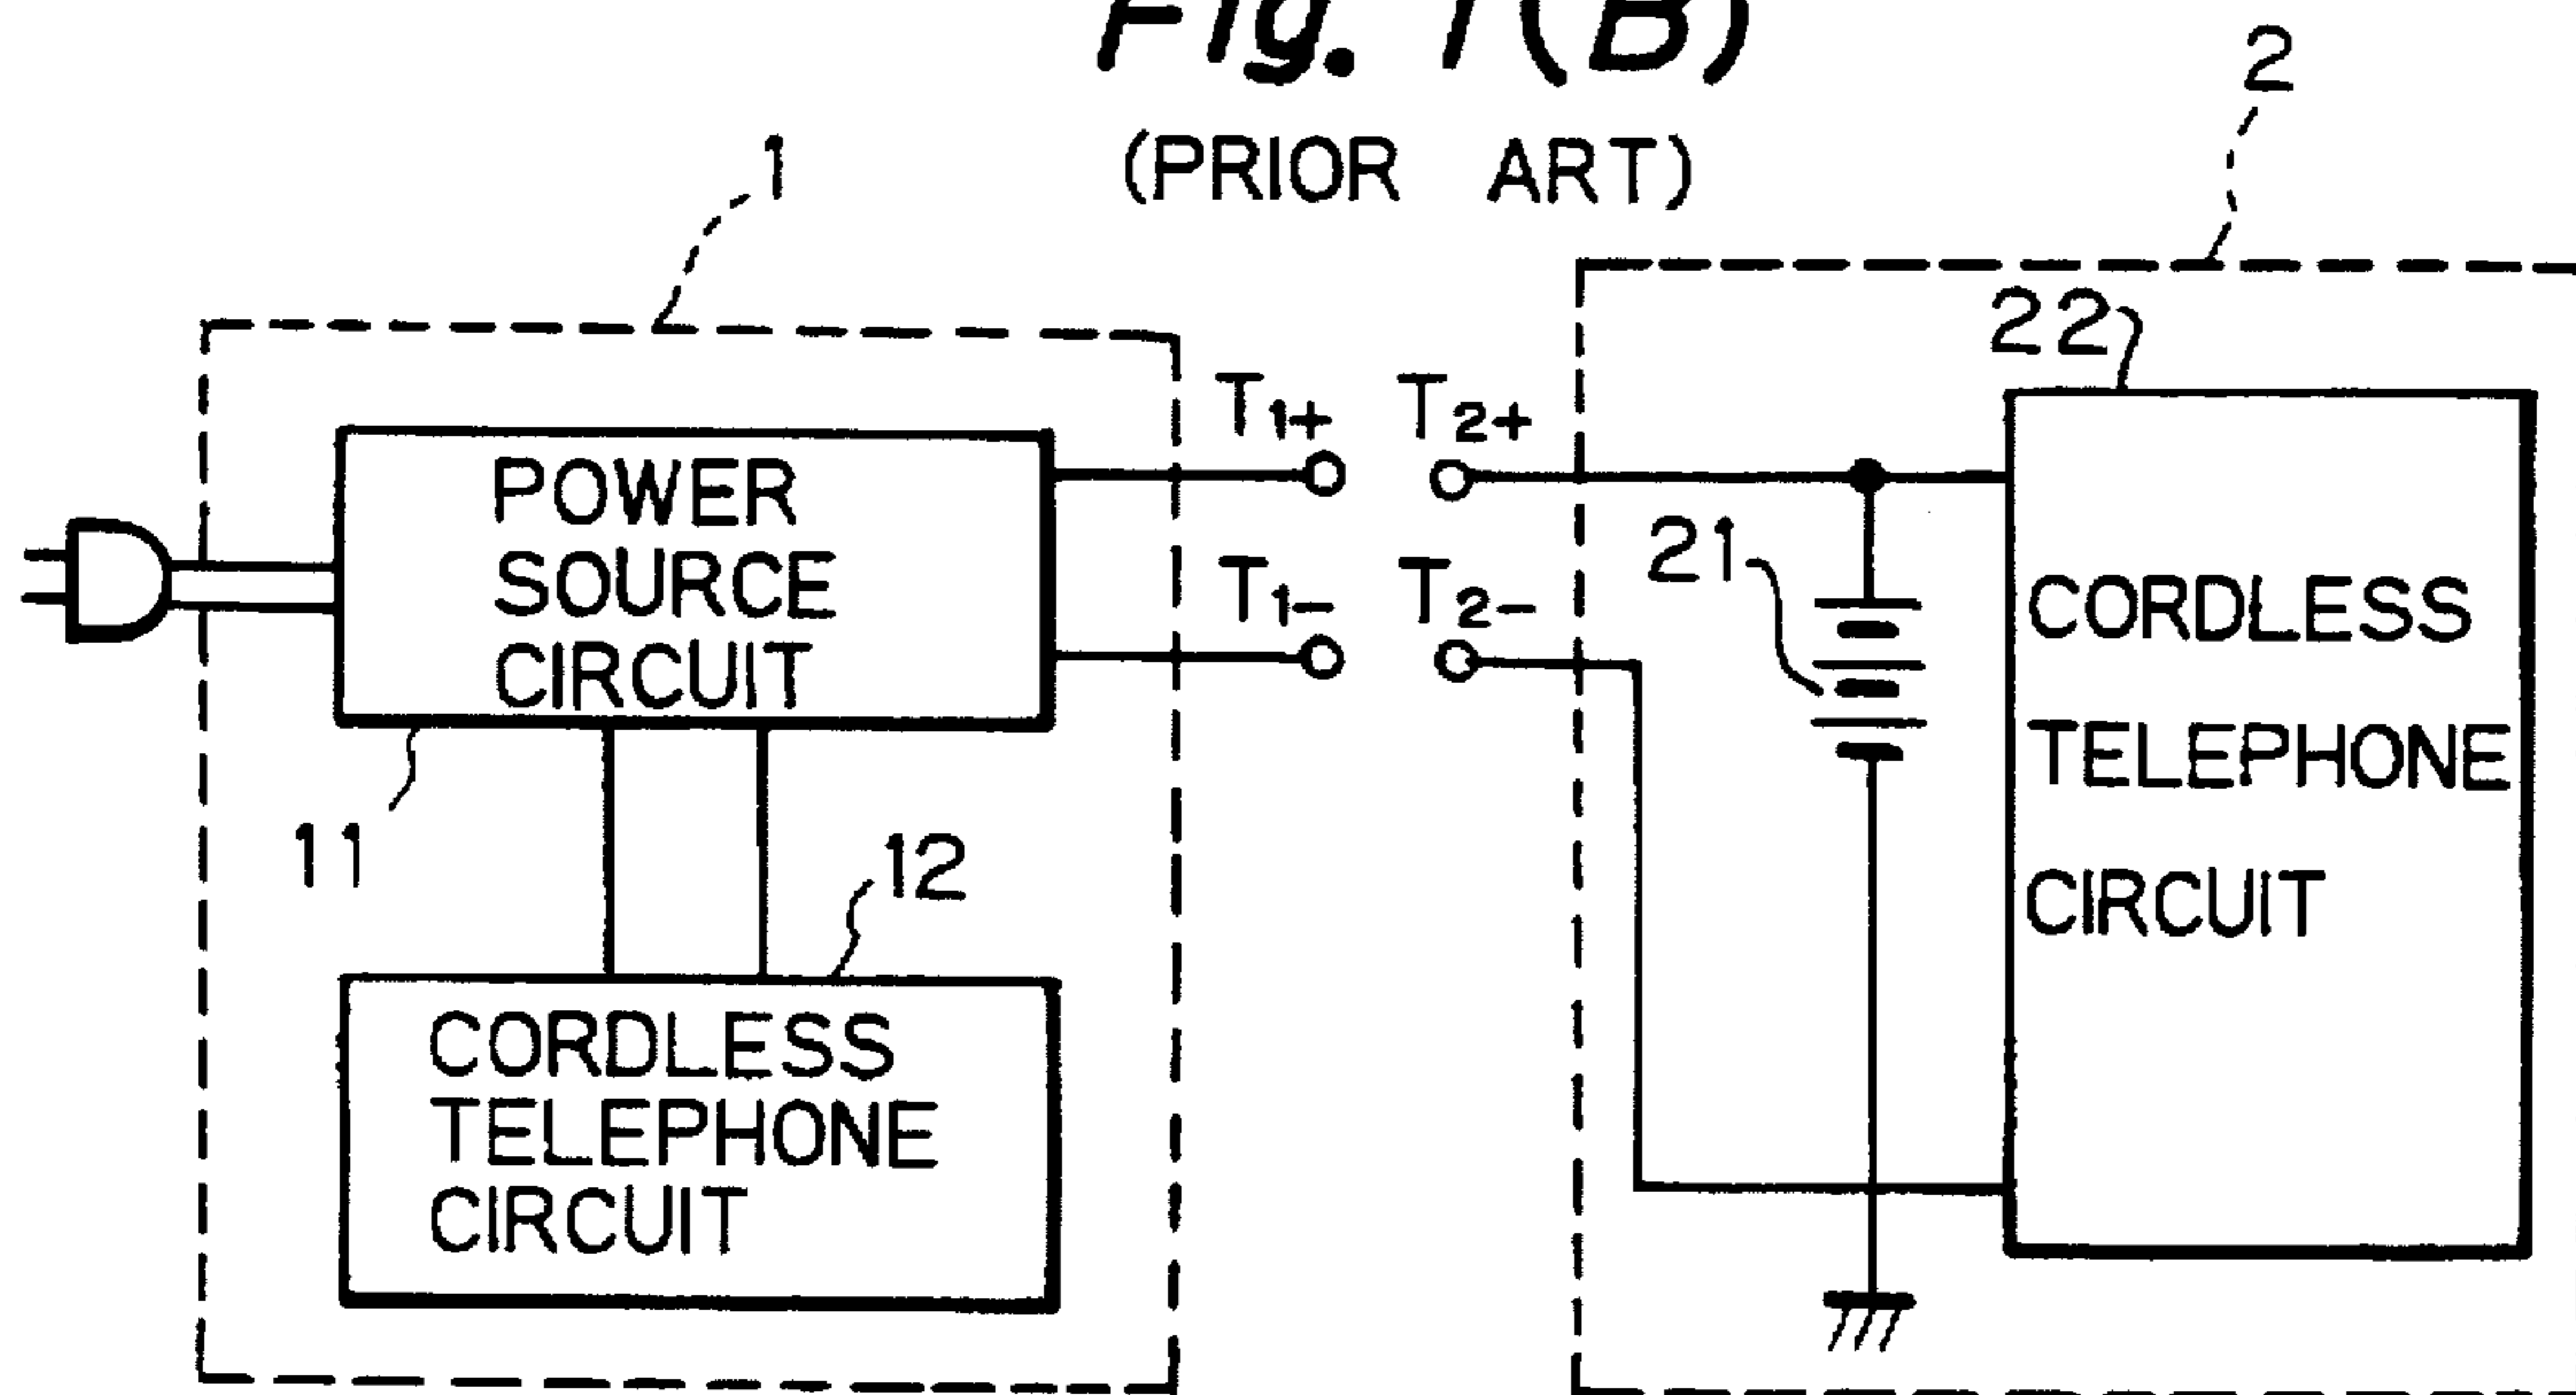 Fig. 1(B)
(PRIOR ART)
1
2
22
T1+
T2+
POWER
SOURCE
CIRCUIT
21
T1-
T2-
CORDLESS
TELEPHONE
CIRCUIT
11
12
CORDLESS
TELEPHONE
CIRCUIT